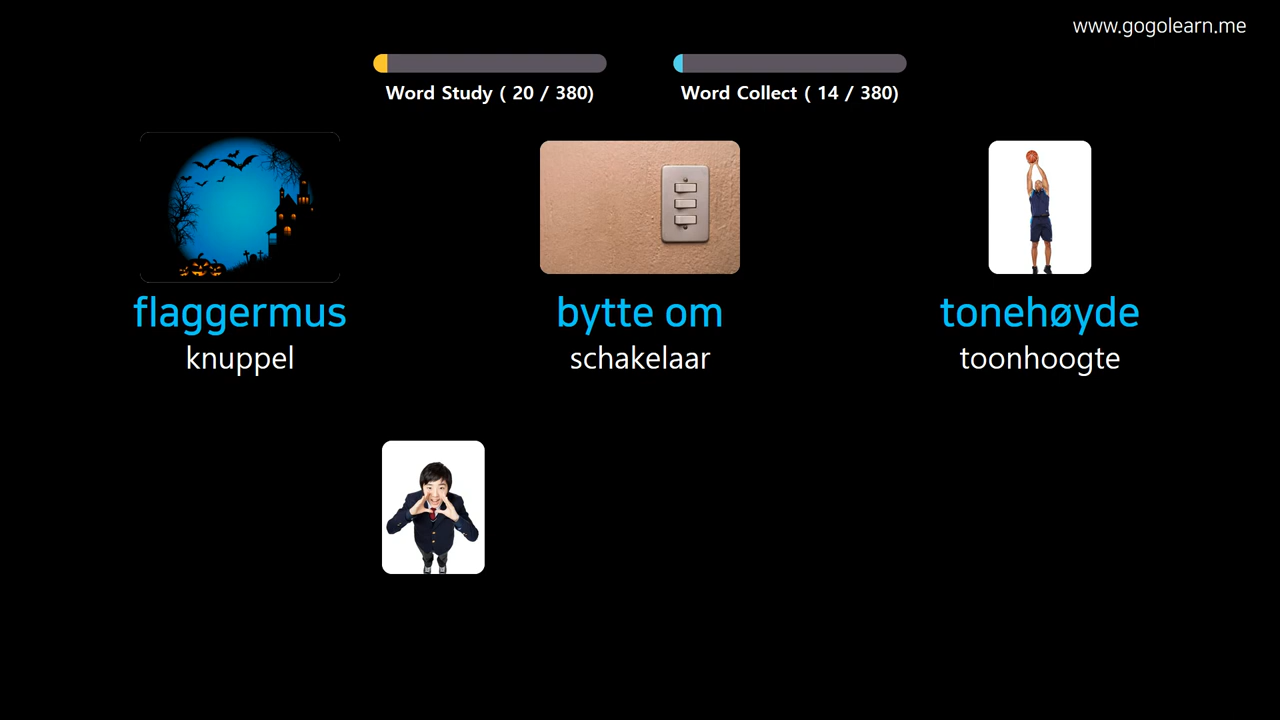 www.gogolearn.me
Word Study ( 20 / 380)
Word Collect ( 14 / 380)
flaggermus
knuppel
bytte om
schakelaar
tonehøyde
toonhoogte